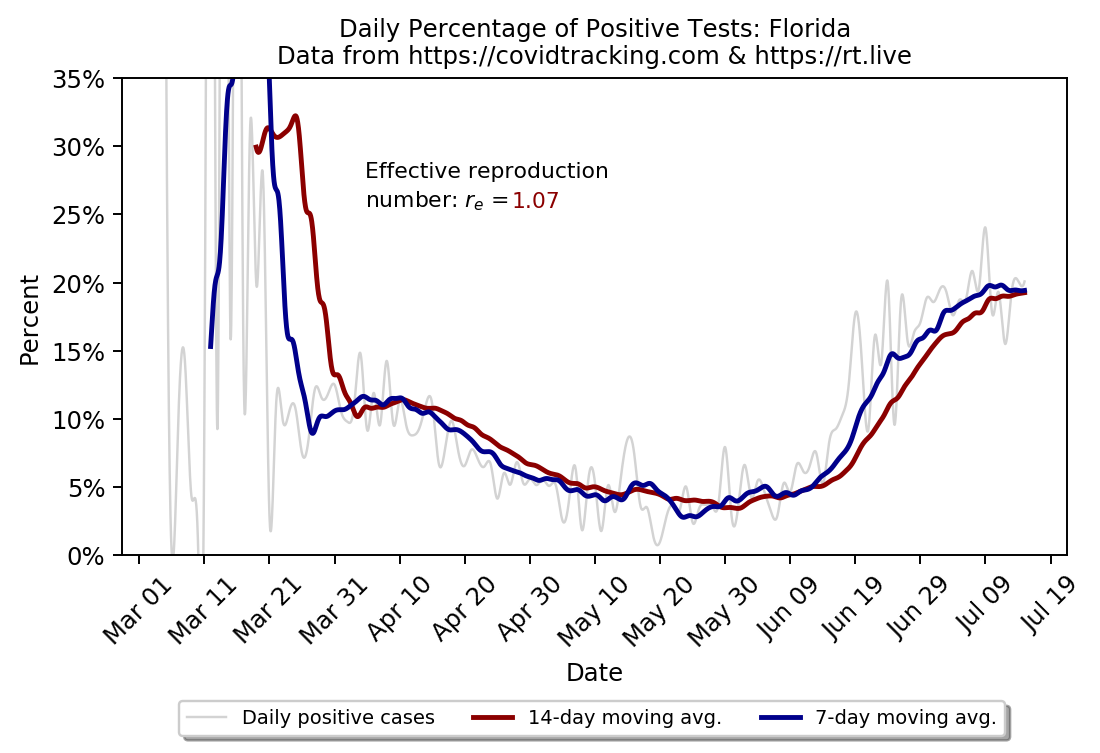 Daily Percentage of Positive Tests: Florida
Data from https://covidtracking.com & https://rt.live
35%
30%
25%
20%
15%
10%
5%
0%
Percent
Effective reproduction
number: rₑ = 1.07
Mar 01
Mar 11
Mar 21
Mar 31
Apr 10
Apr 20
Apr 30
May 10
May 20
May 30
Jun 09
Jun 19
Jun 29
Jul 09
Jul 19
Date
Daily positive cases
14-day moving avg.
7-day moving avg.